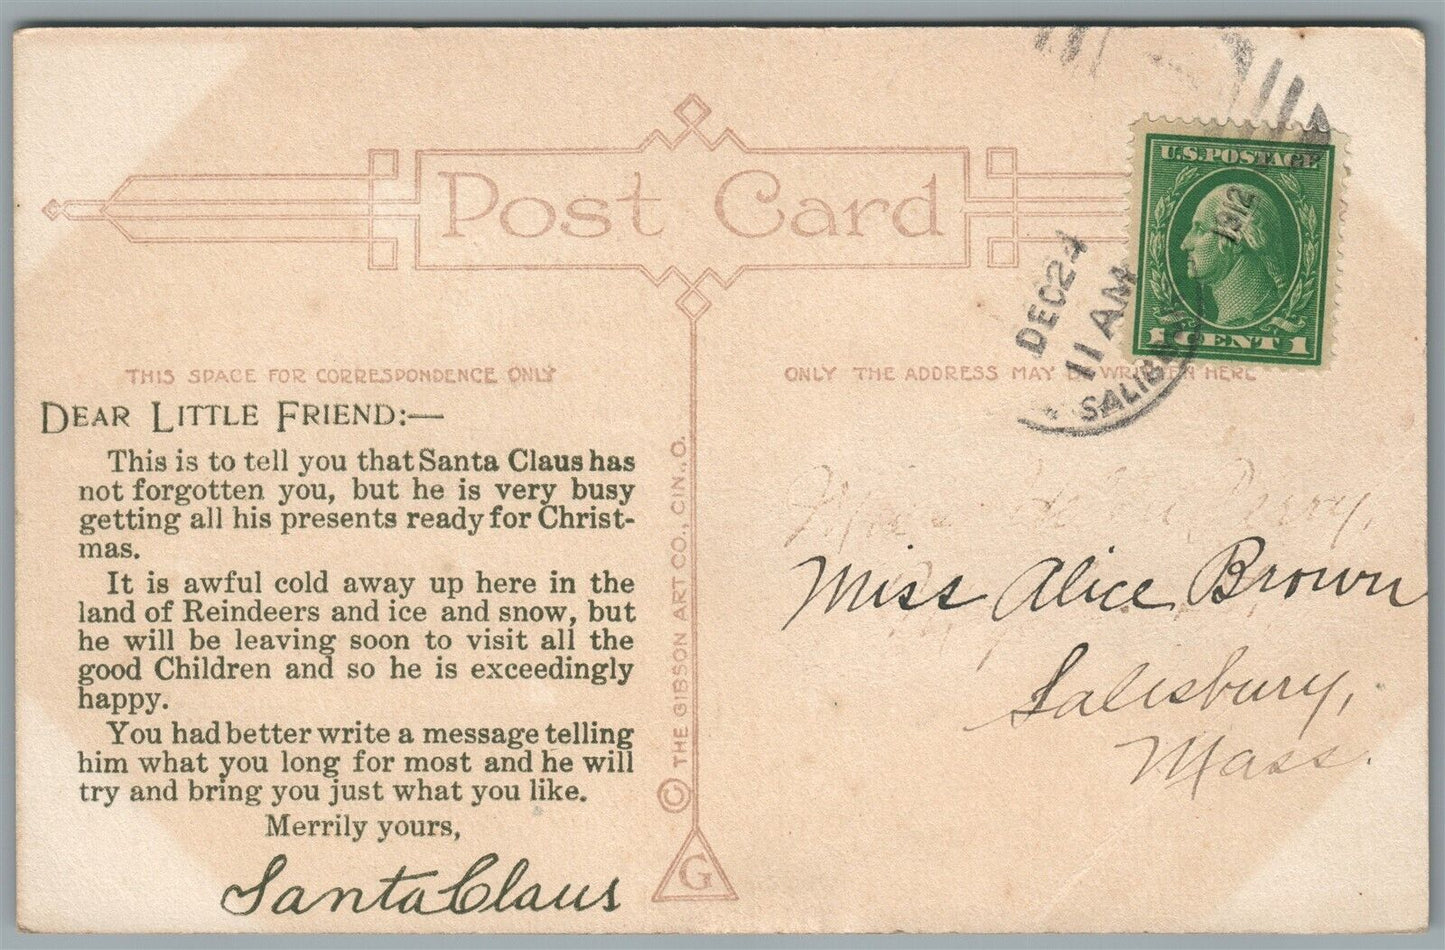 Post Card
THIS SPACE FOR CORRESPONDENCE ONLY
DEAR LITTLE FRIEND:—
This is to tell you that Santa Claus has
not forgotten you, but he is very busy
getting all his presents ready for Christ-
mas.
It is awful cold away up here in the
land of Reindeers and ice and snow, but
he will be leaving soon to visit all the
good Children and so he is exceedingly
happy.
You had better write a message telling
him what you long for most and he will
try and bring you just what you like.
Merrily yours,
Santa Claus
© THE GIBSON ART CO., CIN., O.
G
U.S. POSTAGE
1 CENT 1
DEC 24
11 AM
1912
ONLY THE ADDRESS MAY BE WRITTEN HERE
Miss Alice Brown
Salisbury,
Mass.